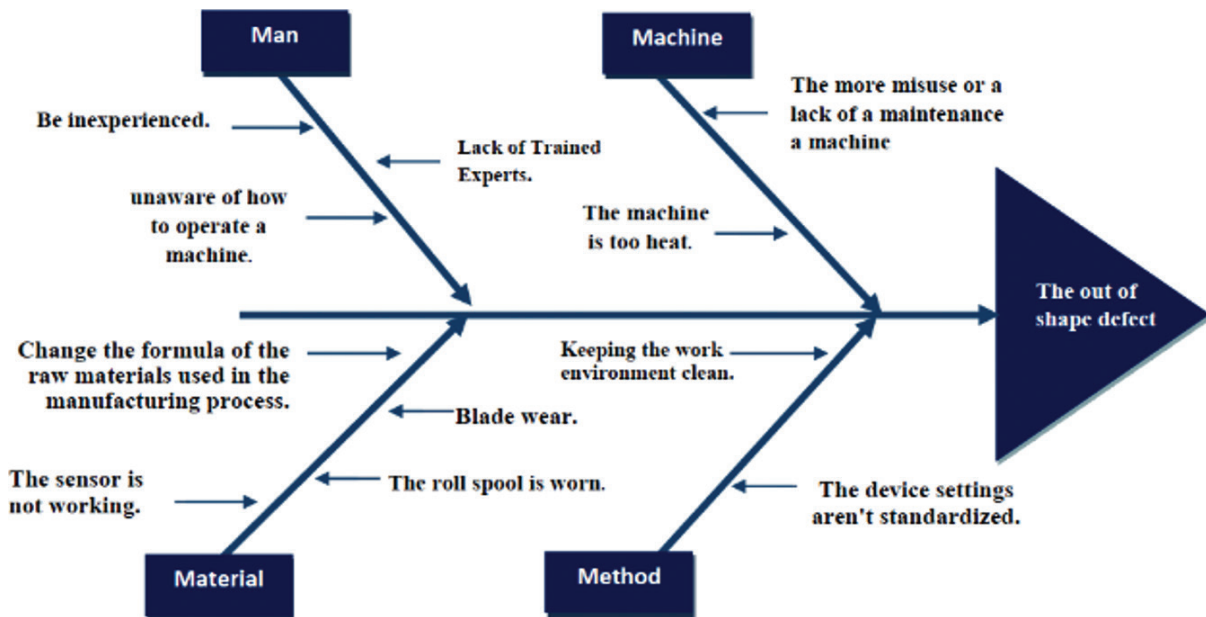 Man
Machine
Be inexperienced.
Lack of Trained
Experts.
unaware of how
to operate a
machine.
The more misuse or a
lack of a maintenance
a machine
The machine
is too heat.
The out of
shape defect
Change the formula of the
raw materials used in the
manufacturing process.
Blade wear.
The sensor is
not working.
The roll spool is worn.
Keeping the work
environment clean.
The device settings
aren't standardized.
Material
Method